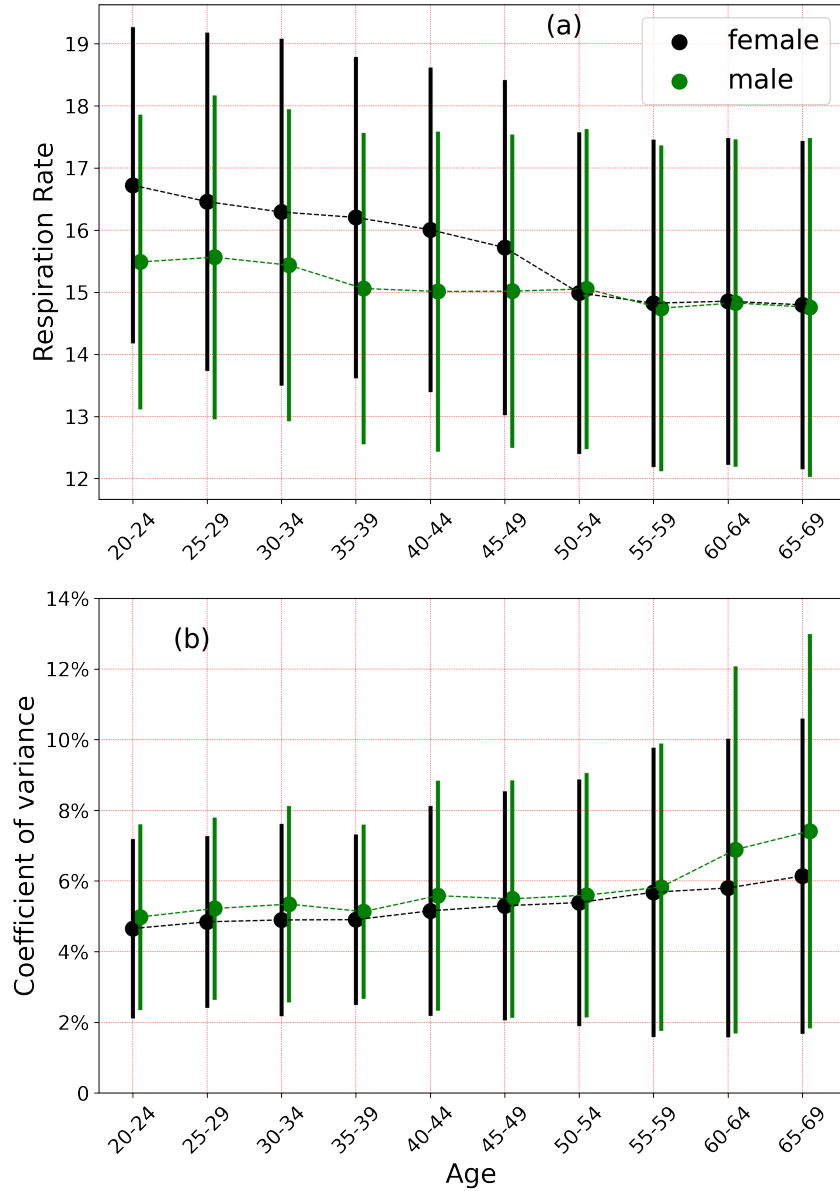 (a)
female
male
Respiration Rate
19
18
17
16
15
14
13
12
20-24 25-29 30-34 35-39 40-44 45-49 50-54 55-59 60-64 65-69
(b)
Coefficient of variance
14%
12%
10%
8%
6%
4%
2%
0
20-24 25-29 30-34 35-39 40-44 45-49 50-54 55-59 60-64 65-69
Age